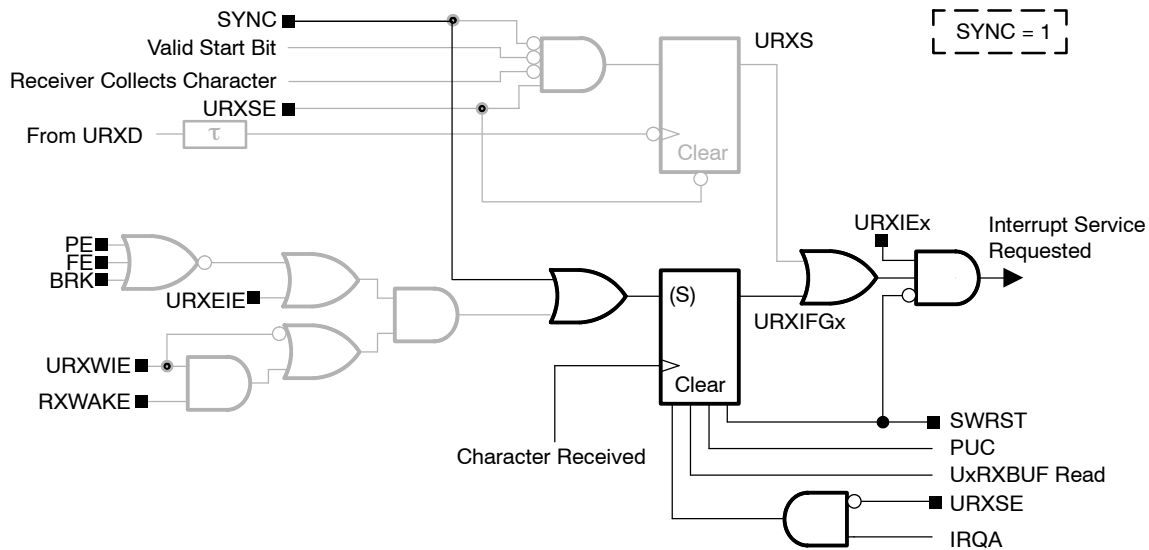 SYNC
SYNC = 1
Valid Start Bit
URXS
Receiver Collects Character
URXSE
From URXD
τ
Clear
URXIEx
Interrupt Service
Requested
PE
FE
BRK
URXEIE
(S)
URXIFGx
URXWIE
Clear
RXWAKE
SWRST
PUC
Character Received
UxRXBUF Read
URXSE
IRQA